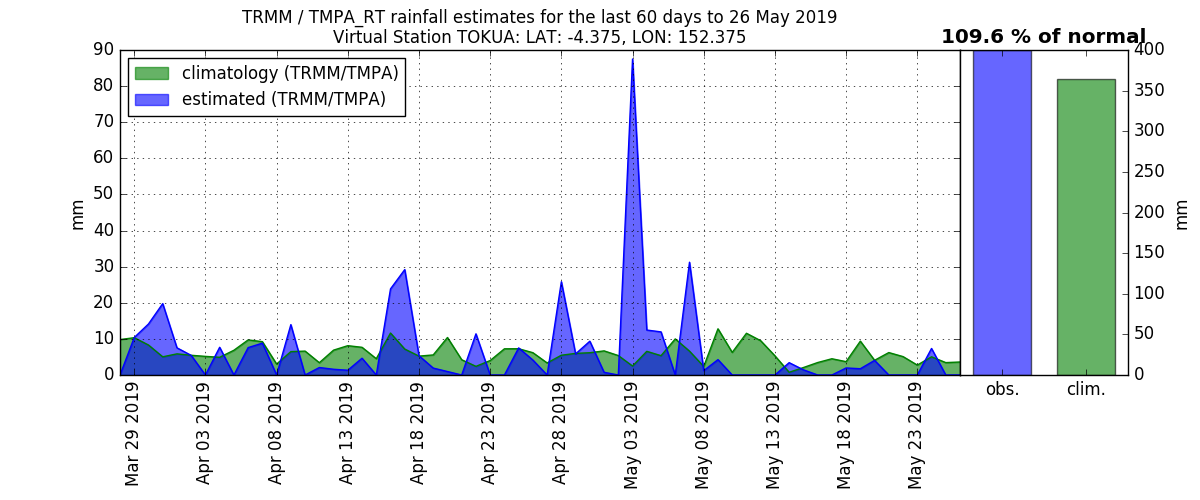 TRMM / TMPA_RT rainfall estimates for the last 60 days to 26 May 2019
Virtual Station TOKUA: LAT: -4.375, LON: 152.375
109.6 % of normal
climatology (TRMM/TMPA)
estimated (TRMM/TMPA)
mm
90
80
70
60
50
40
30
20
10
0
Mar 29 2019
Apr 03 2019
Apr 08 2019
Apr 13 2019
Apr 18 2019
Apr 23 2019
Apr 28 2019
May 03 2019
May 08 2019
May 13 2019
May 18 2019
May 23 2019
obs.
clim.
400
350
300
250
200
150
100
50
0
mm